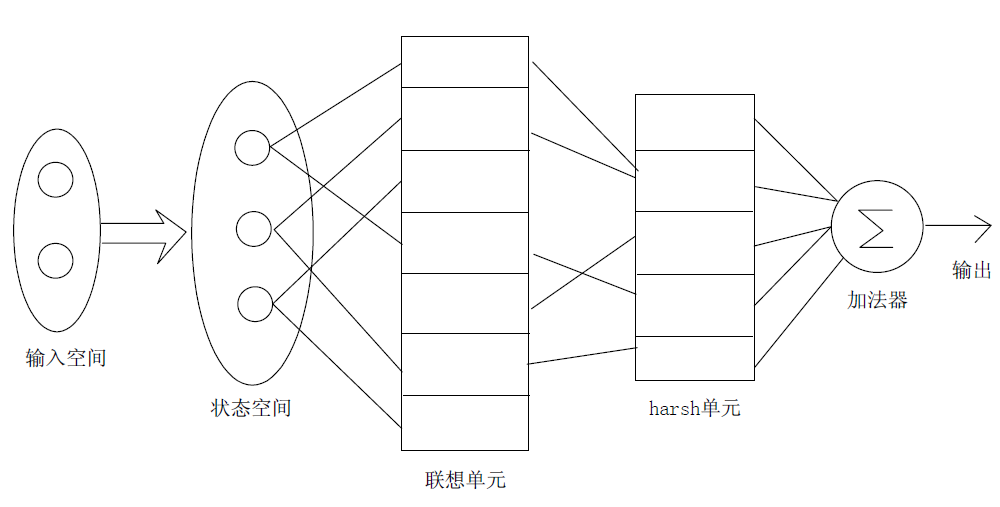 输入空间
状态空间
联想单元
harsh单元
∑
加法器
输出